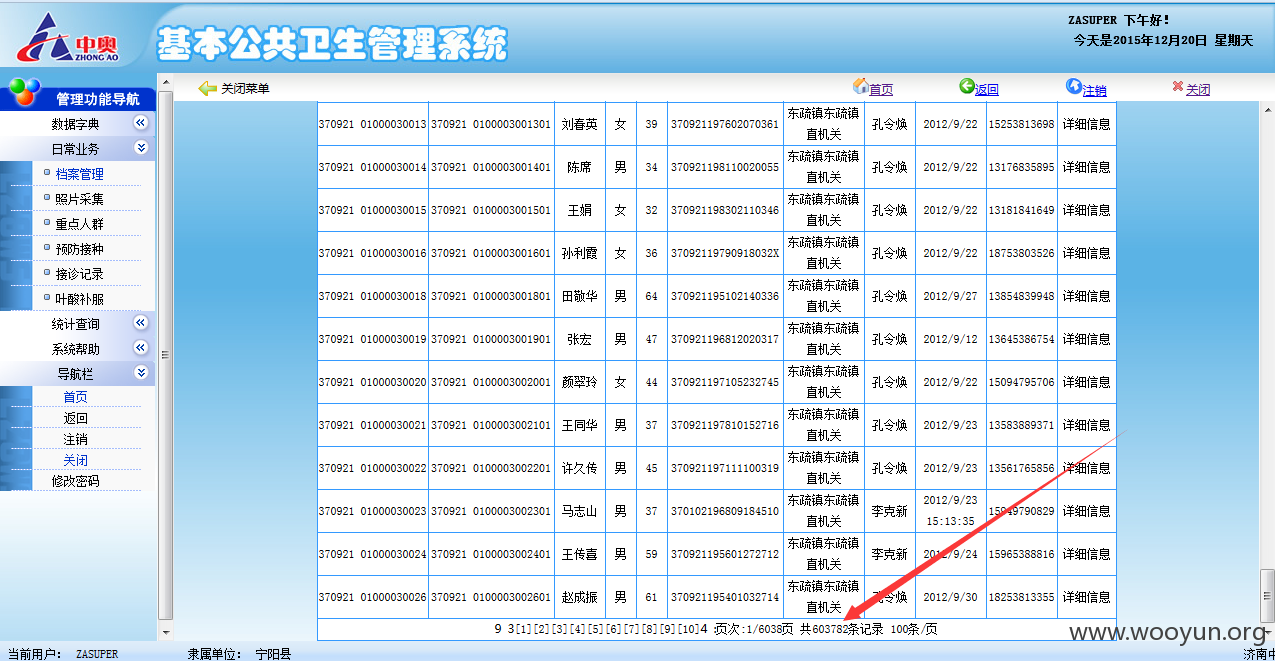 中奥
ZHONG AO
基本公共卫生管理系统
ZASUPER 下午好!
今天是2015年12月20日 星期天
管理功能导航
数据字典
日常业务
档案管理
照片采集
重点人群
预防接种
接诊记录
叶酸补服
统计查询
系统帮助
导航栏
首页
返回
注销
关闭
修改密码
关闭菜单 首页 返回 注销 关闭
370921 01000030013 370921 0100003001301 刘春英 女 39 370921197602070361 东疏镇东疏镇直机关 孔令焕 2012/9/22 15253813698 详细信息
370921 01000030014 370921 0100003001401 陈席 男 34 370921198110020055 东疏镇东疏镇直机关 孔令焕 2012/9/22 13176835895 详细信息
370921 01000030015 370921 0100003001501 王娟 女 32 370921198302110346 东疏镇东疏镇直机关 孔令焕 2012/9/22 13181841649 详细信息
370921 01000030016 370921 0100003001601 孙利霞 女 36 37092119790918032X 东疏镇东疏镇直机关 孔令焕 2012/9/22 18753803526 详细信息
370921 01000030018 370921 0100003001801 田敬华 男 64 370921195102140336 东疏镇东疏镇直机关 孔令焕 2012/9/27 13854839948 详细信息
370921 01000030019 370921 0100003001901 张宏 男 47 370921196812020317 东疏镇东疏镇直机关 孔令焕 2012/9/12 13645386754 详细信息
370921 01000030020 370921 0100003002001 颜翠玲 女 44 370921197105232745 东疏镇东疏镇直机关 孔令焕 2012/9/22 15094795706 详细信息
370921 01000030021 370921 0100003002101 王同华 男 37 370921197810152716 东疏镇东疏镇直机关 孔令焕 2012/9/23 13583889371 详细信息
370921 01000030022 370921 0100003002201 许久传 男 45 370921197111100319 东疏镇东疏镇直机关 孔令焕 2012/9/23 13561765856 详细信息
370921 01000030023 370921 0100003002301 马志山 男 37 370102196809184510 东疏镇东疏镇直机关 李克新 2012/9/23 15:13:35 15949790829 详细信息
370921 01000030024 370921 0100003002401 王传喜 男 59 370921195601272712 东疏镇东疏镇直机关 李克新 2012/9/24 15965388816 详细信息
370921 01000030026 370921 0100003002601 赵成振 男 61 370921195401032714 东疏镇东疏镇直机关 孔令焕 2012/9/30 18253813355 详细信息
9 3[1][2][3][4][5][6][7][8][9][10]4 :页次:1/6038页 共603782条记录 100条/页
www.wooyun.org
当前用户: ZASUPER 隶属单位: 宁阳县 济南中